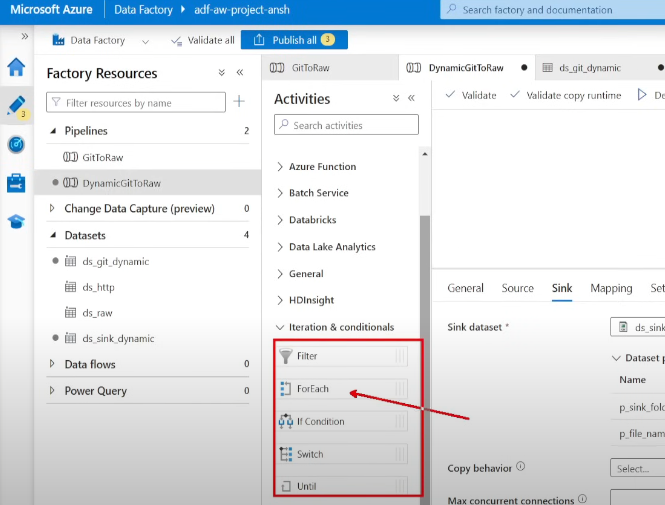 Microsoft Azure
Data Factory
adf-aw-project-ansh
Search factory and documentation
Data Factory
Validate all
Publish all
3
GitToRaw
DynamicGitToRaw
ds_git_dynamic
Factory Resources
Filter resources by name
3
Pipelines 2
GitToRaw
DynamicGitToRaw
Change Data Capture (preview) 0
Datasets 4
ds_git_dynamic
ds_http
ds_raw
ds_sink_dynamic
Data flows 0
Power Query 0
Activities
Search activities
Azure Function
Batch Service
Databricks
Data Lake Analytics
General
HDInsight
Iteration & conditionals
Filter
ForEach
If Condition
Switch
Until
Validate
Validate copy runtime
De
General Source Sink Mapping Set
Sink dataset *
ds_sink
Dataset p
Name
p_sink_fol
p_file_nam
Copy behavior
Select...
Max concurrent connections